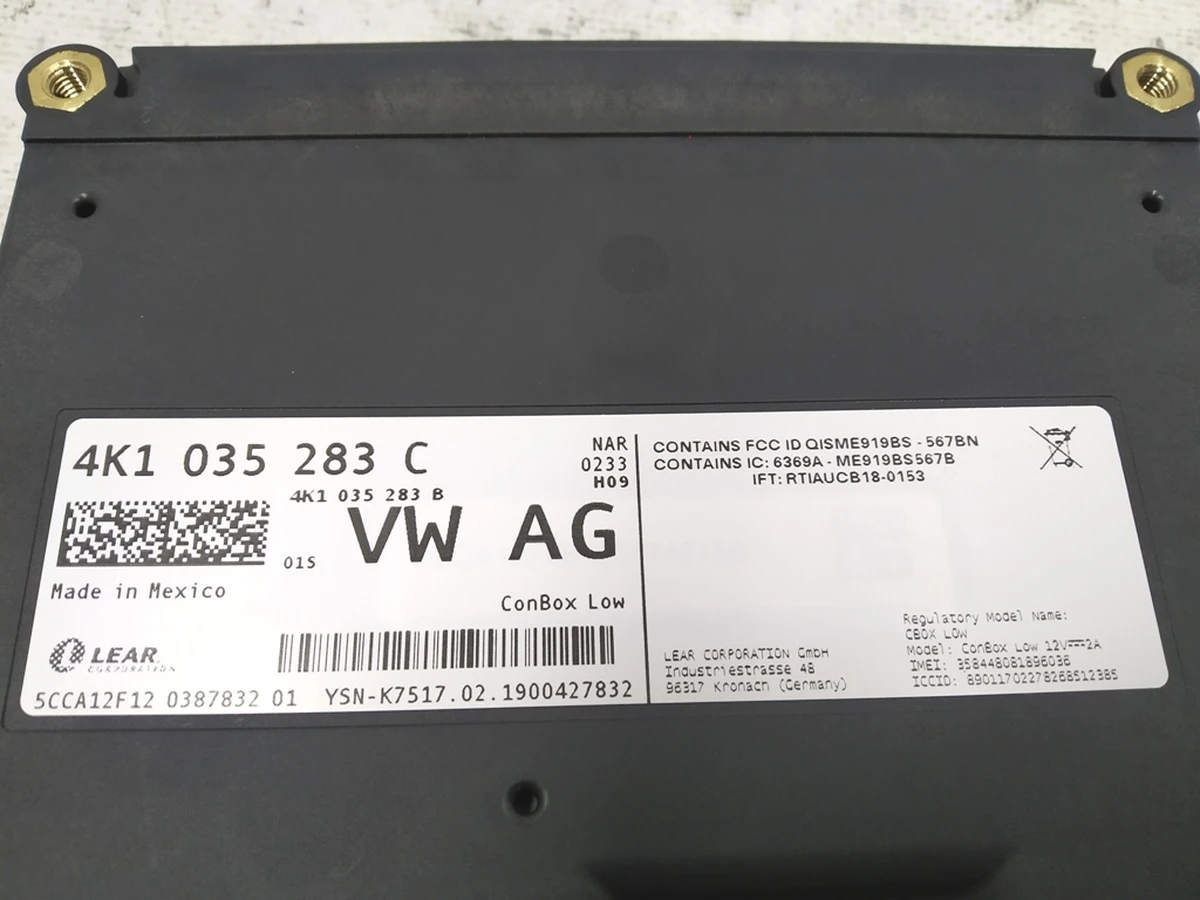 4K1 035 283 C
NAR
0233
H09
4K1 035 283 B
01S
VW AG
Made in Mexico
ConBox Low
LEAR
CORPORATION
5CCA12F12 0387832 01 YSN-K7517.02.1900427832
CONTAINS FCC ID QISME919BS - 567BN
CONTAINS IC: 6369A - ME919BS567B
IFT: RTIAUCB18-0153
LEAR CORPORATION GmbH
Industriestrasse 48
96317 Kronach (Germany)
Regulatory Model Name:
CBOX LOW
Model: ConBox Low 12V⎓2A
IMEI: 358448081896036
ICCID: 89011702278268512385